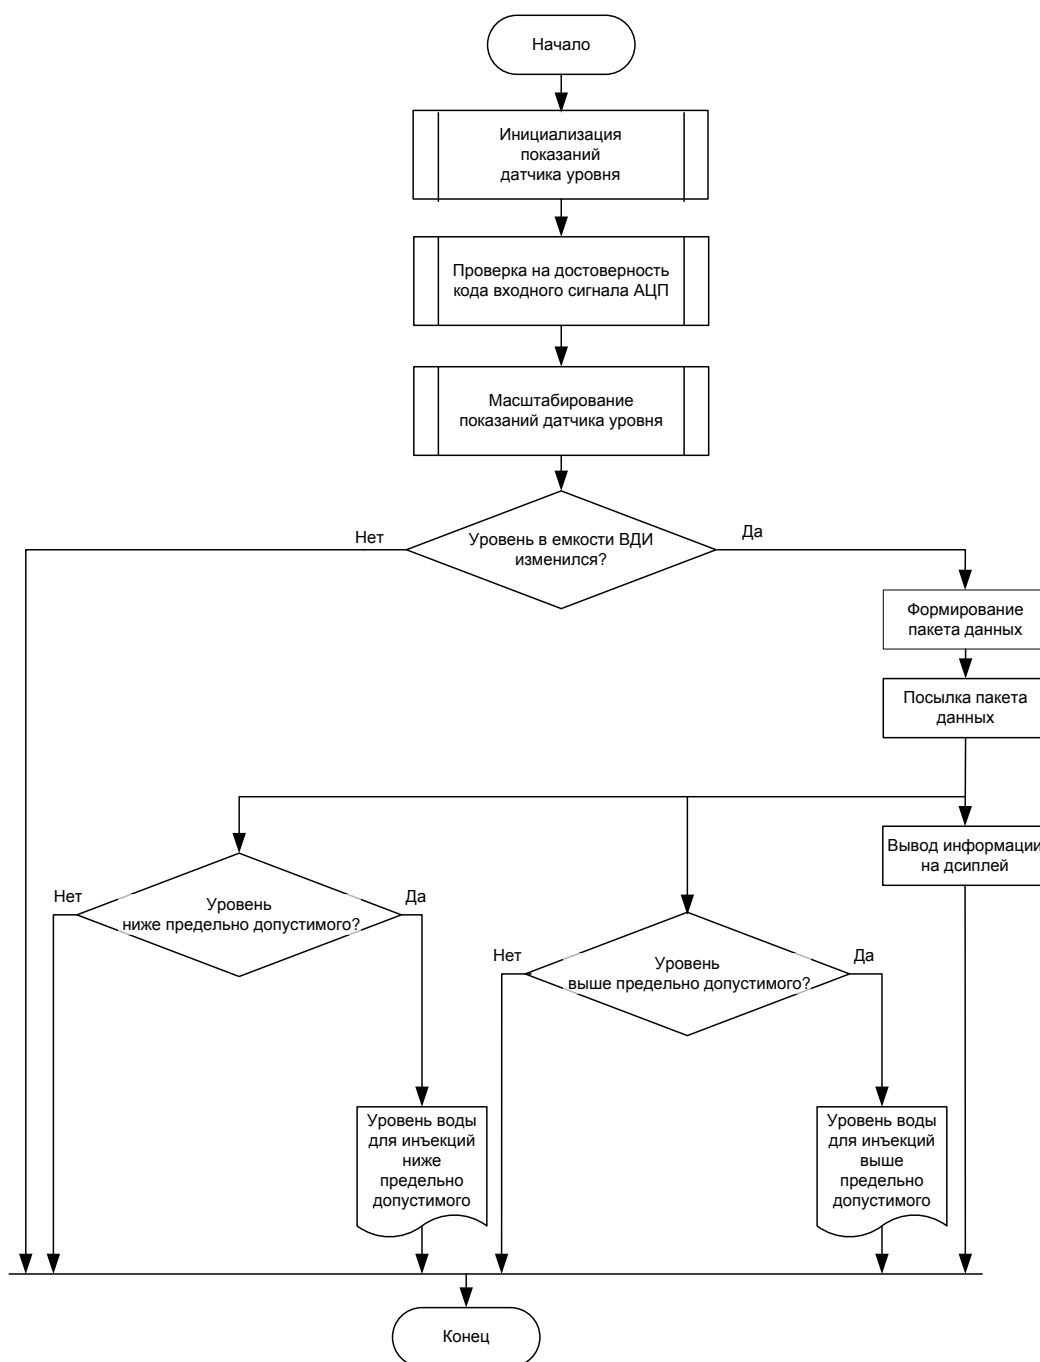 Начало
Инициализация
показаний
датчика уровня
Проверка на достоверность
кода входного сигнала АЦП
Масштабирование
показаний датчика уровня
Нет
Уровень в емкости ВДИ
изменился?
Да
Формирование
пакета данных
Посылка пакета
данных
Вывод информации
на дсиплей
Нет
Уровень
ниже предельно допустимого?
Да
Нет
Уровень
выше предельно допустимого?
Да
Уровень воды
для инъекций
ниже
предельно
допустимого
Уровень воды
для инъекций
выше
предельно
допустимого
Конец